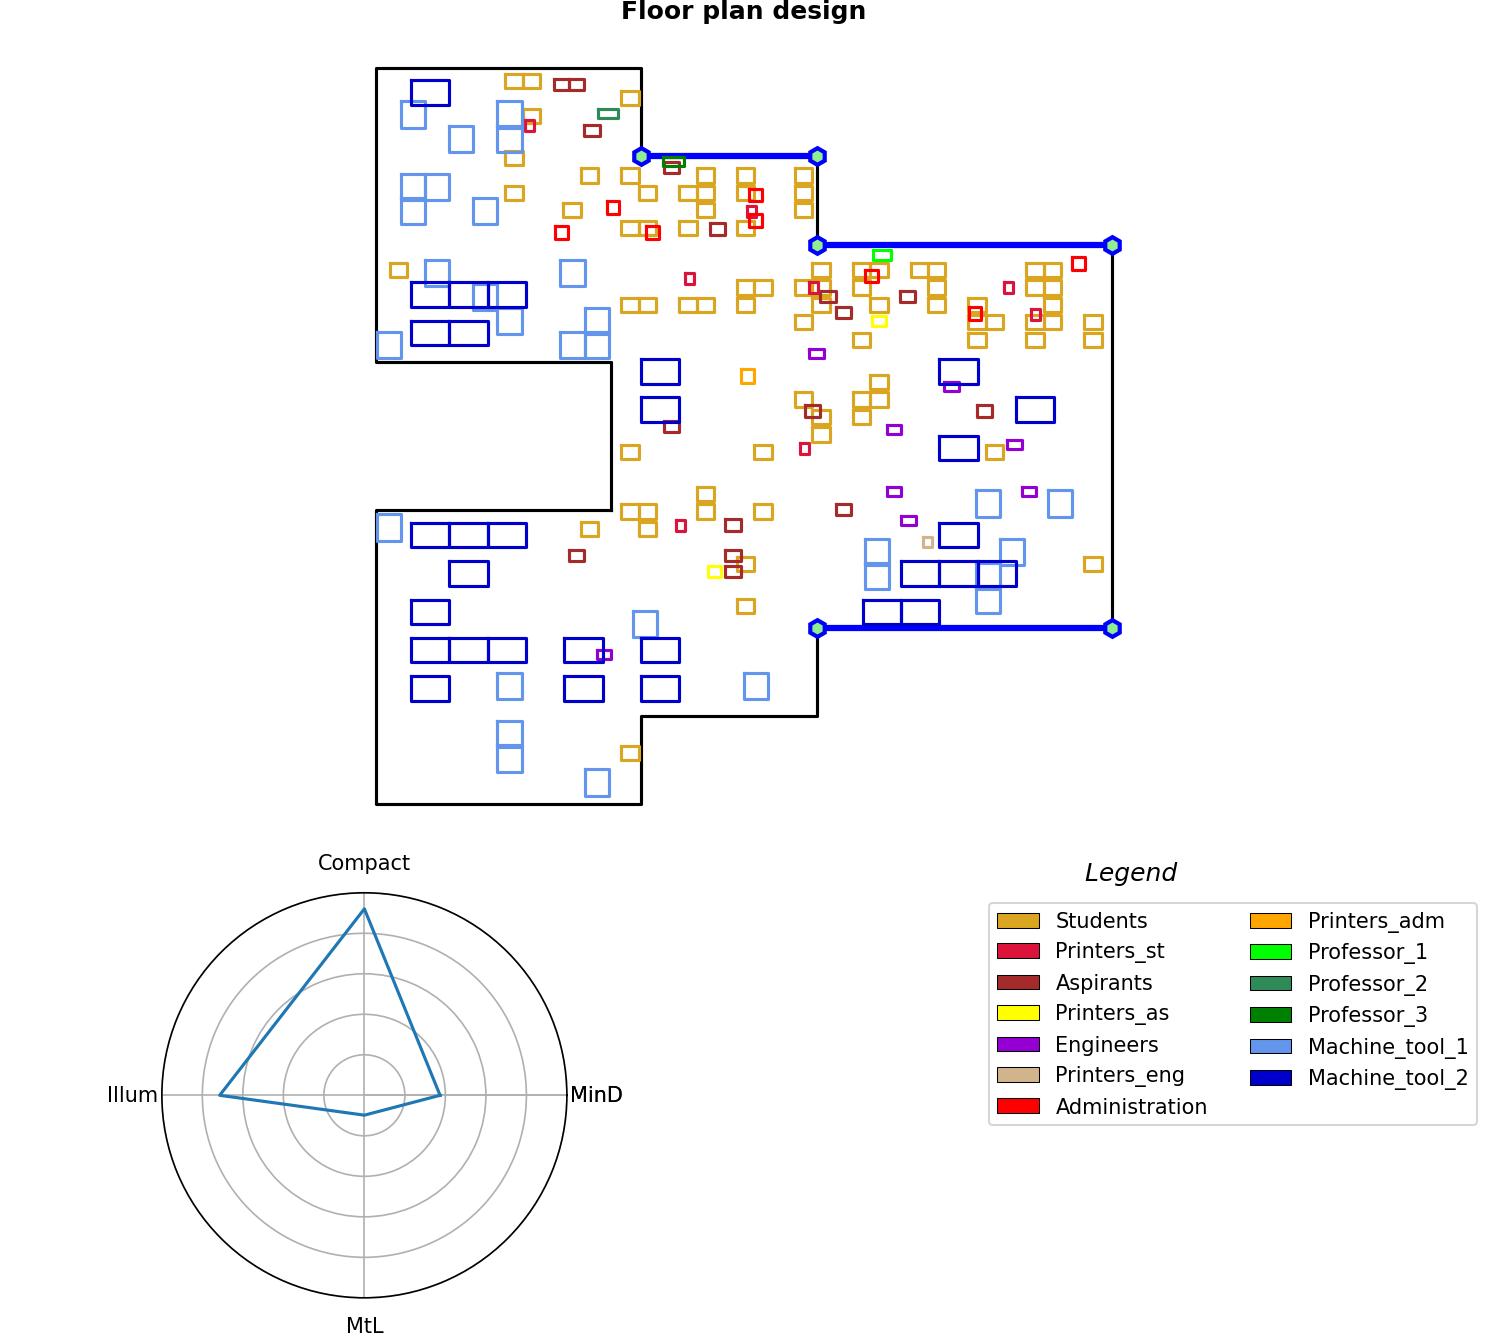 Floor plan design
Compact
Illum
MinD
MtL
Legend
Students
Printers_st
Aspirants
Printers_as
Engineers
Printers_eng
Administration
Printers_adm
Professor_1
Professor_2
Professor_3
Machine_tool_1
Machine_tool_2